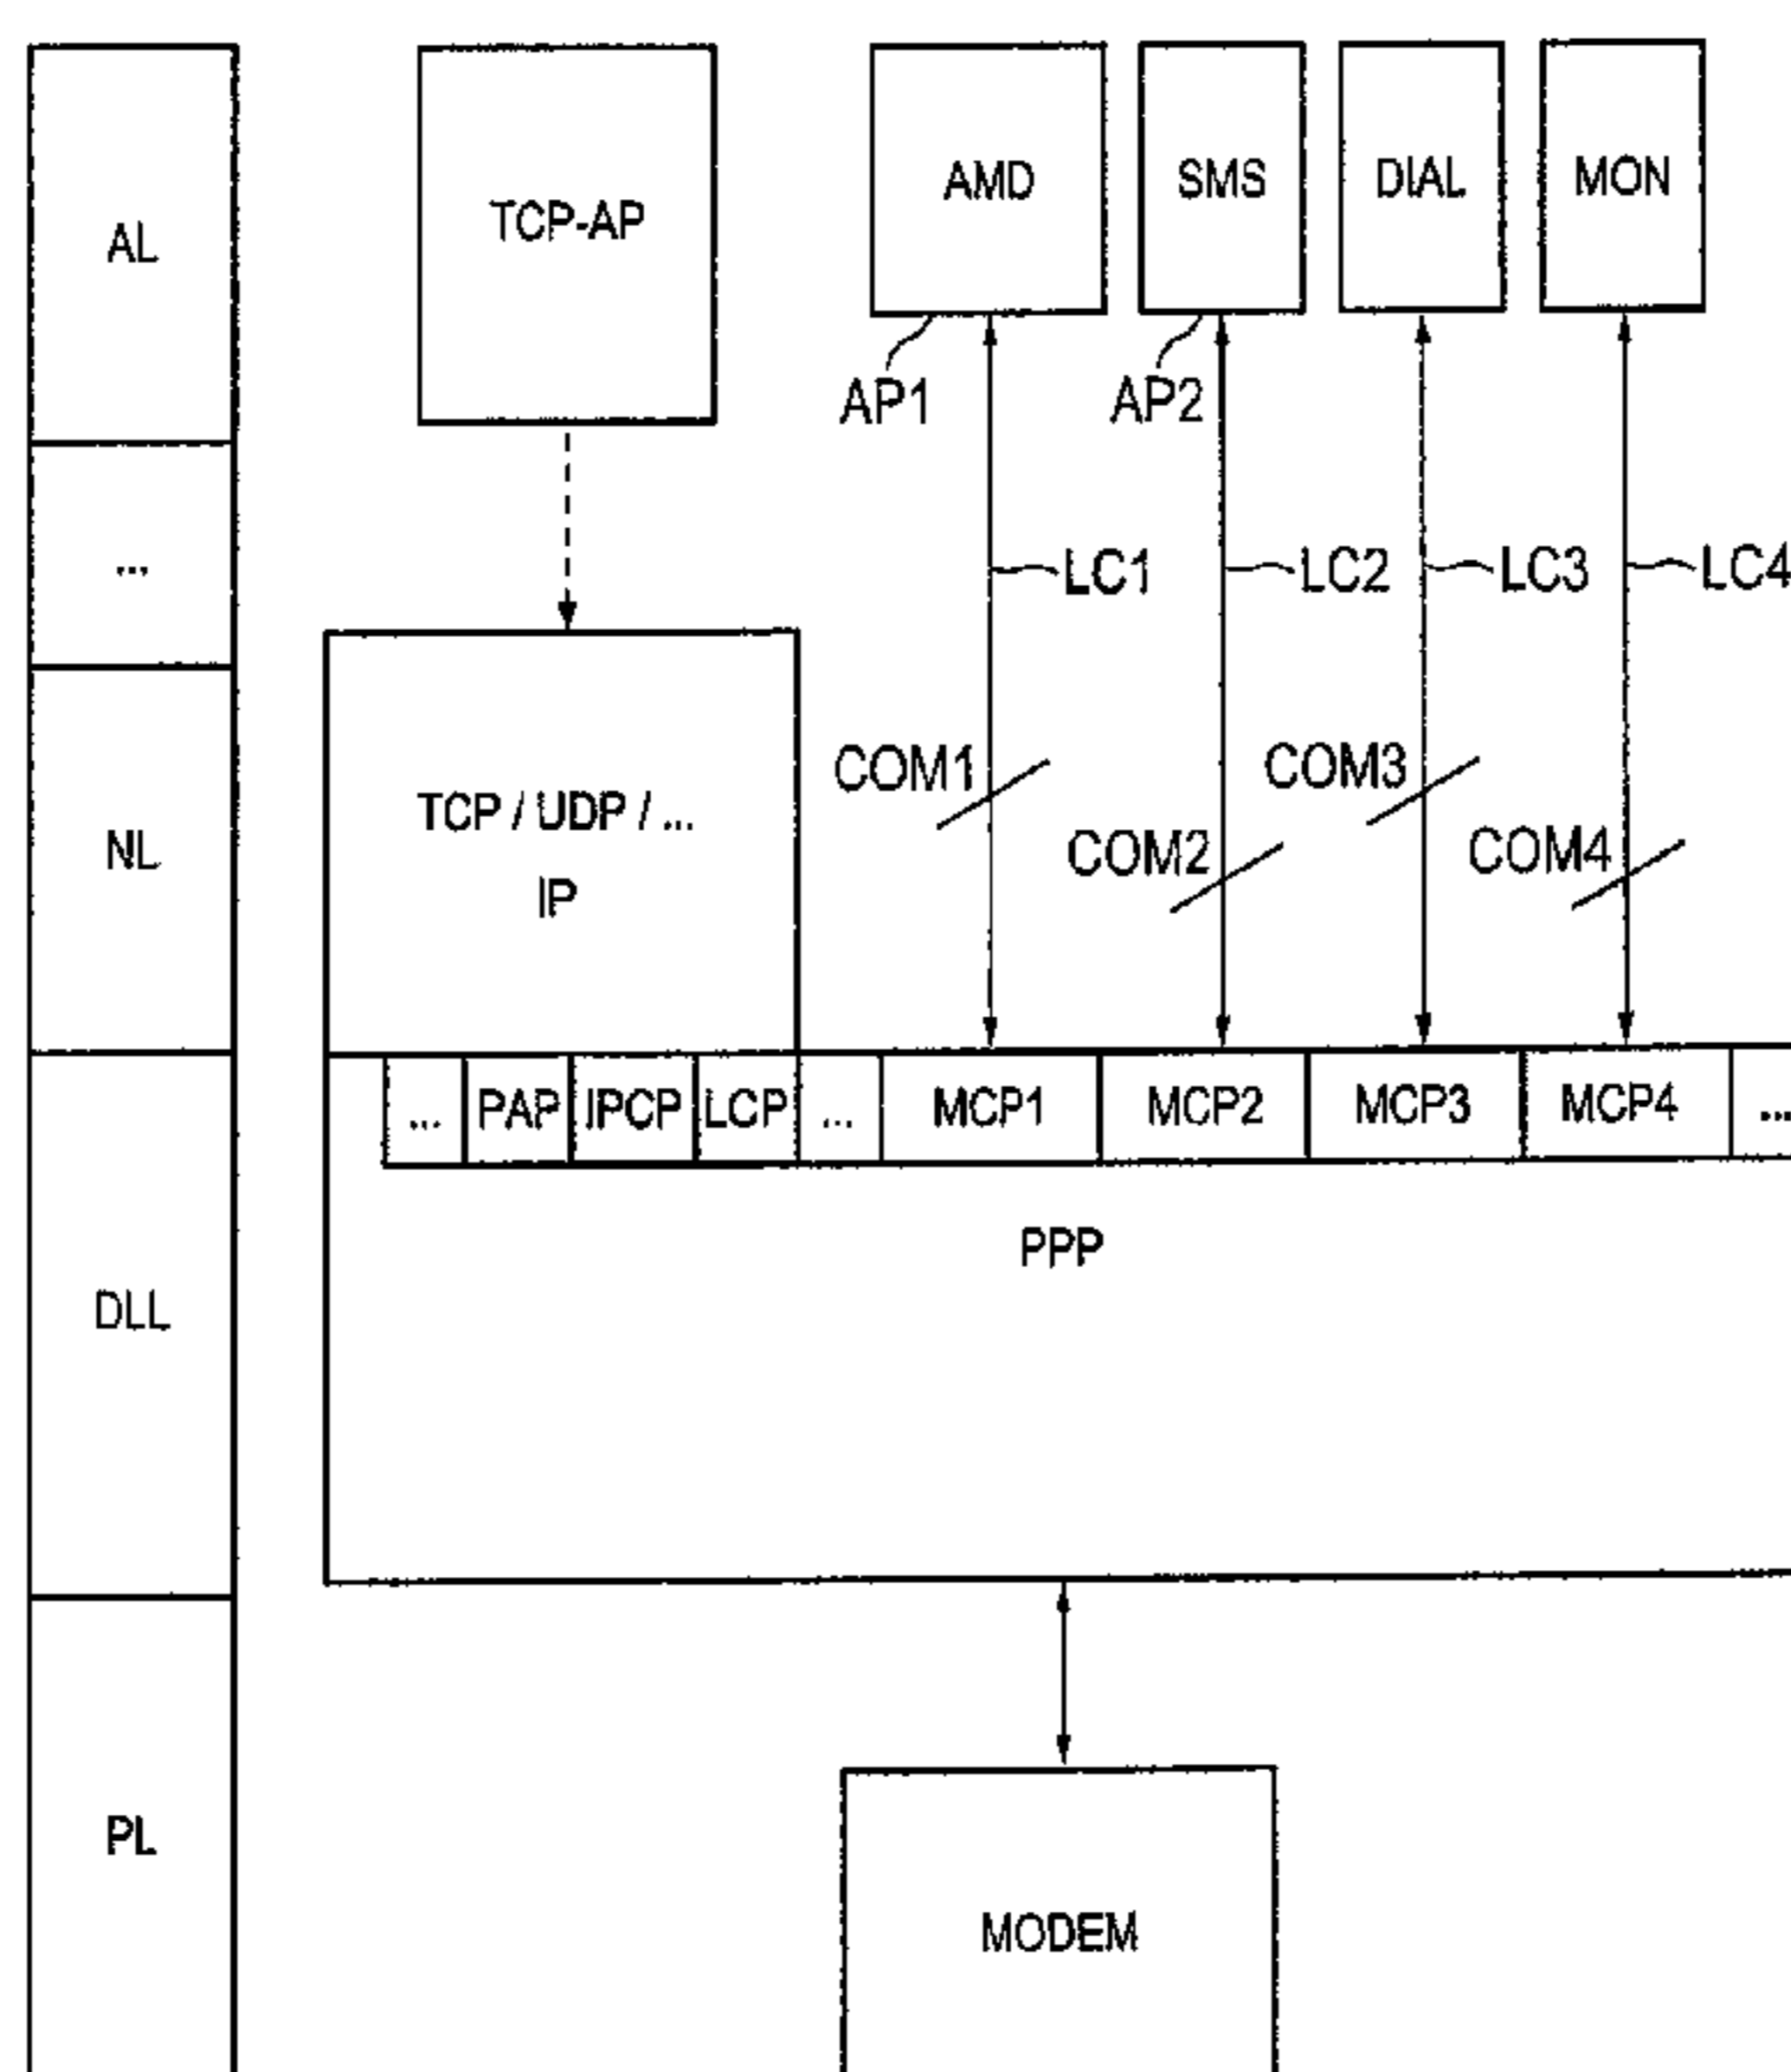 AL
...
NL
DLL
PL
TCP-AP
AMD
SMS
DIAL
MON
AP1
AP2
LC1
LC2
LC3
LC4
COM1
COM2
COM3
COM4
TCP / UDP / ...
IP
... PAP IPCP LCP ... MCP1 MCP2 MCP3 MCP4 ...
PPP
MODEM